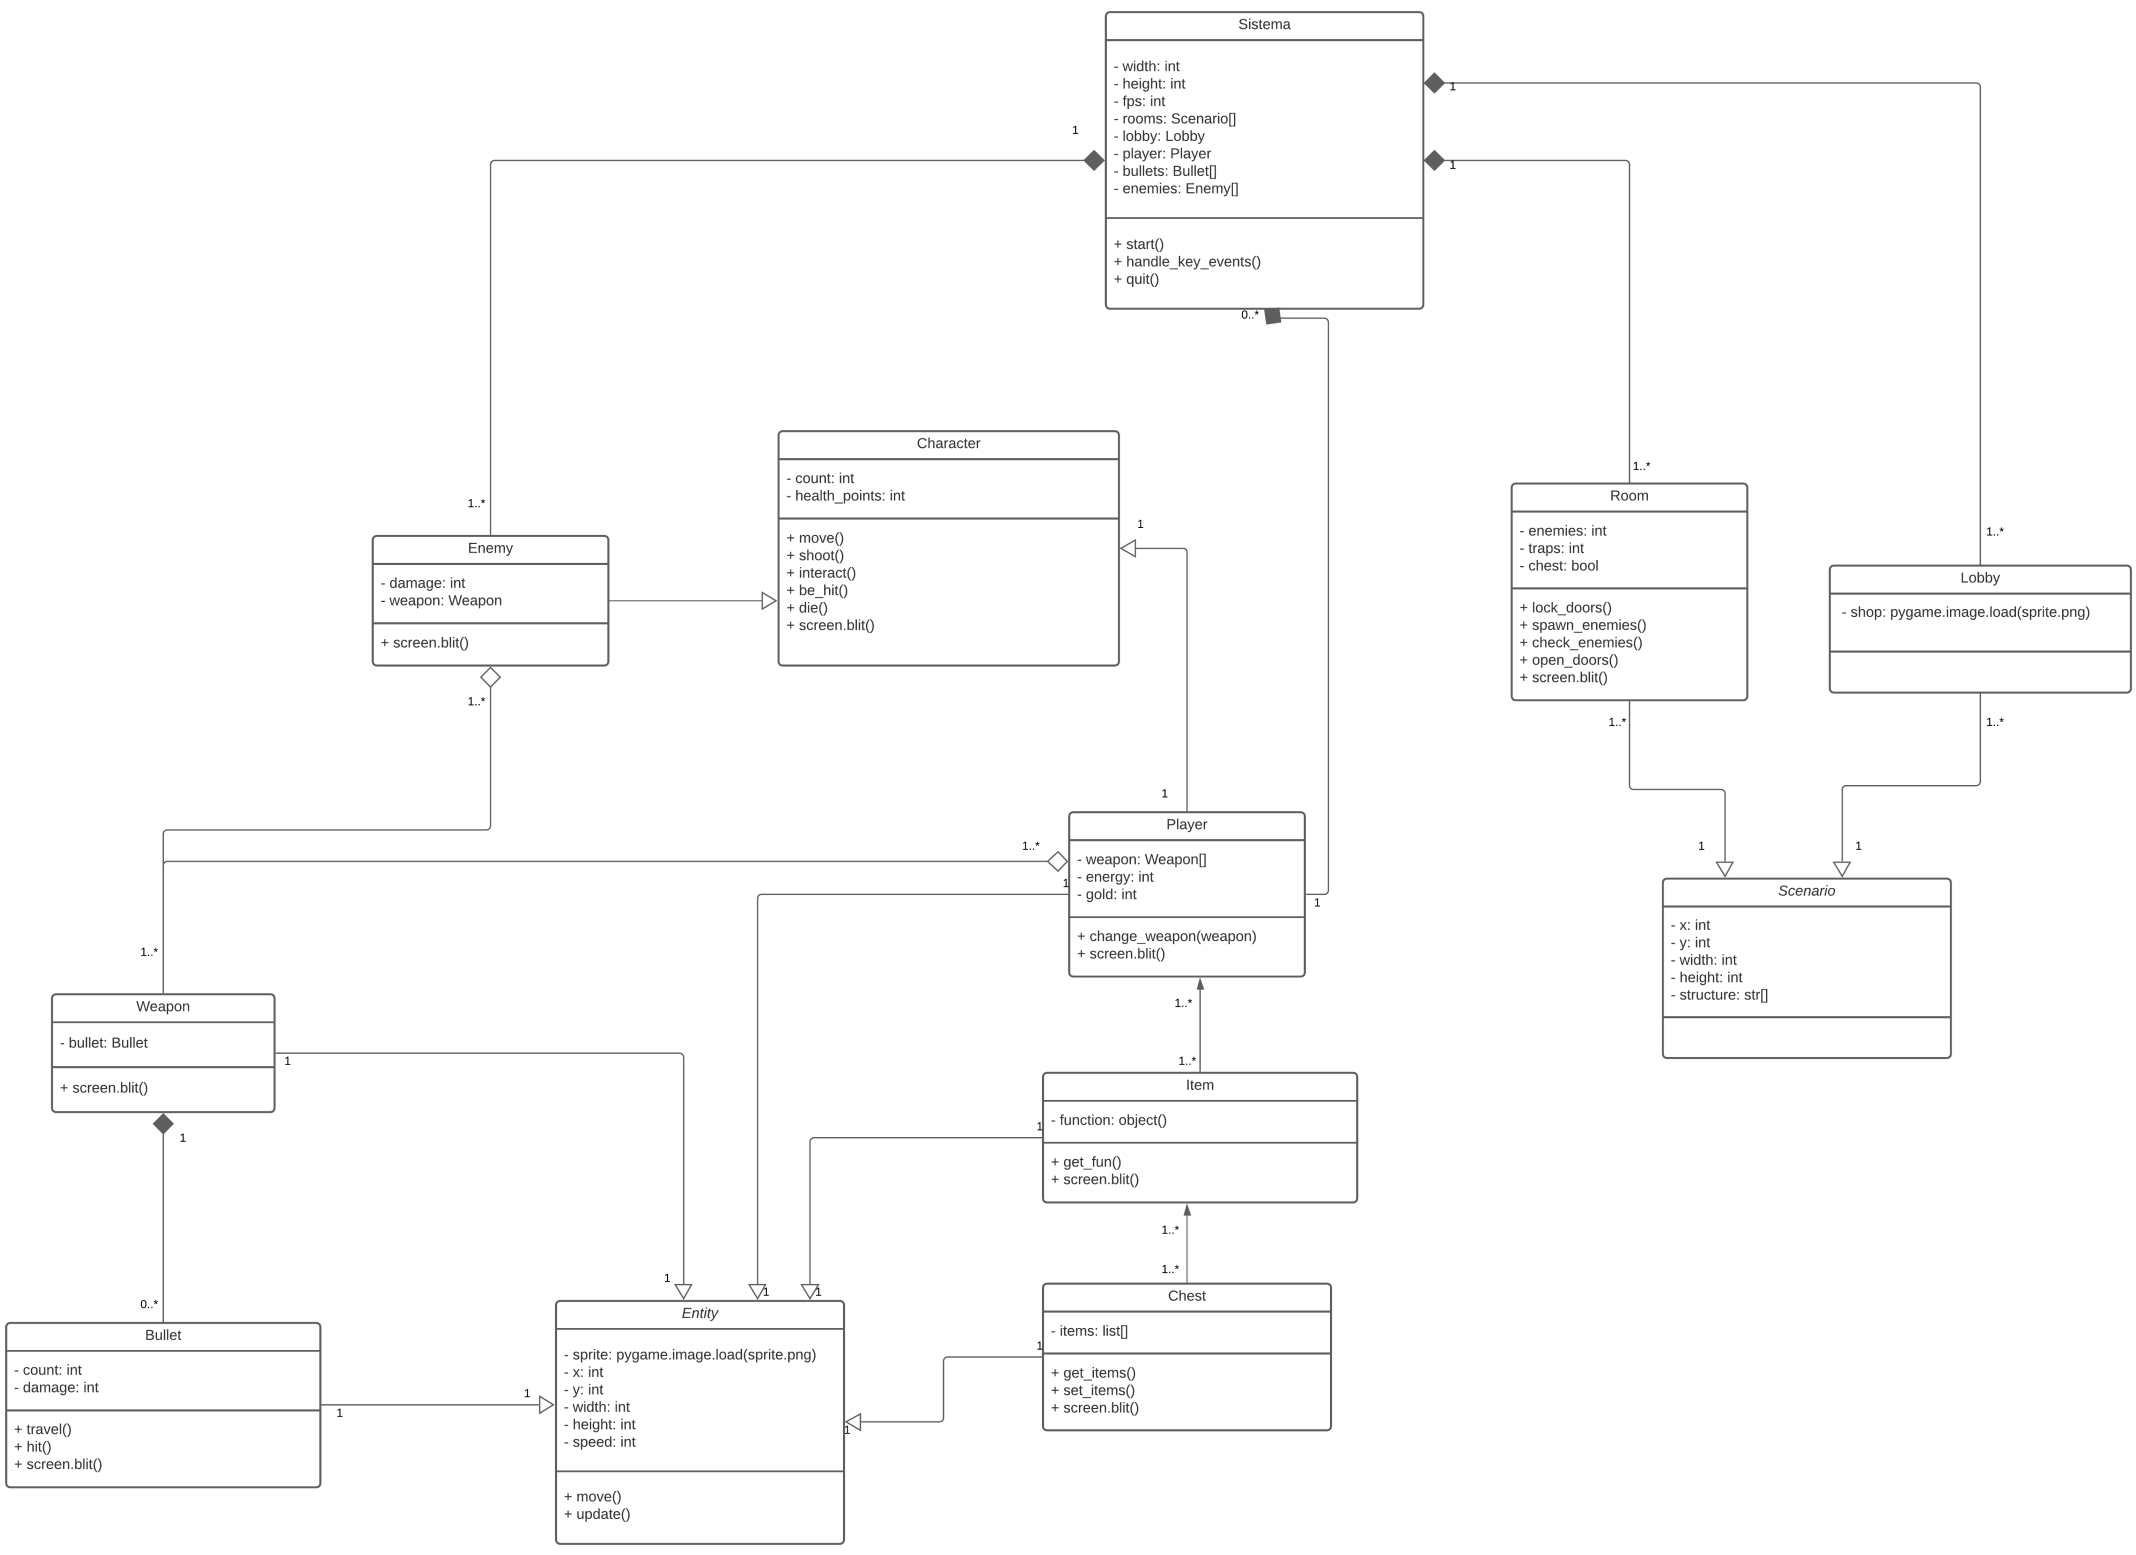 Sistema
- width: int
- height: int
- fps: int
- rooms: Scenario[]
- lobby: Lobby
- player: Player
- bullets: Bullet[]
- enemies: Enemy[]
+ start()
+ handle_key_events()
+ quit()
1
1
1
0..*
Character
- count: int
- health_points: int
+ move()
+ shoot()
+ interact()
+ be_hit()
+ die()
+ screen.blit()
1
1..*
Enemy
- damage: int
- weapon: Weapon
+ screen.blit()
1..*
1..*
Room
- enemies: int
- traps: int
- chest: bool
+ lock_doors()
+ spawn_enemies()
+ check_enemies()
+ open_doors()
+ screen.blit()
1..*
1..*
Lobby
- shop: pygame.image.load(sprite.png)
1..*
1
Player
- weapon: Weapon[]
- energy: int
- gold: int
+ change_weapon(weapon)
+ screen.blit()
1..*
1
1
1..*
1
1
Scenario
- x: int
- y: int
- width: int
- height: int
- structure: str[]
1..*
Weapon
- bullet: Bullet
+ screen.blit()
1
1
1..*
Item
- function: object()
+ get_fun()
+ screen.blit()
1
1..*
1..*
Chest
- items: list[]
+ get_items()
+ set_items()
+ screen.blit()
1
0..*
Bullet
- count: int
- damage: int
+ travel()
+ hit()
+ screen.blit()
1
1
1
1
1
1
Entity
- sprite: pygame.image.load(sprite.png)
- x: int
- y: int
- width: int
- height: int
- speed: int
+ move()
+ update()